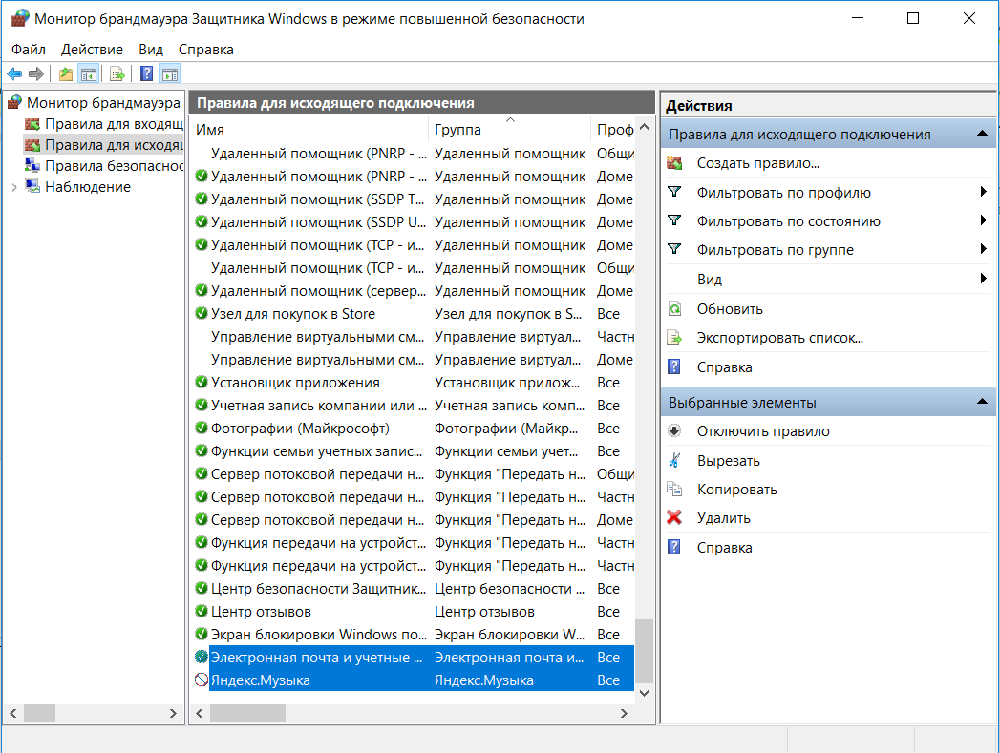 Монитор брандмауэра Защитника Windows в режиме повышенной безопасности
Файл Действие Вид Справка
Монитор брандмауэра
Правила для входящ
Правила для исходящ
Правила безопаснос
Наблюдение
Правила для исходящего подключения
Имя Группа Проф
Удаленный помощник (PNRP - ... Удаленный помощник Общи
Удаленный помощник (PNRP - ... Удаленный помощник Доме
Удаленный помощник (SSDP T... Удаленный помощник Доме
Удаленный помощник (SSDP U... Удаленный помощник Доме
Удаленный помощник (TCP - и... Удаленный помощник Доме
Удаленный помощник (TCP - и... Удаленный помощник Общи
Удаленный помощник (сервер... Удаленный помощник Доме
Узел для покупок в Store Узел для покупок в S... Все
Управление виртуальными см... Управление виртуал... Частн
Управление виртуальными см... Управление виртуал... Доме
Установщик приложения Установщик прилож... Все
Учетная запись компании или ... Учетная запись комп... Все
Фотографии (Майкрософт) Фотографии (Майкр... Все
Функции семьи учетных запис... Функции семьи учет... Все
Сервер потоковой передачи н... Функция "Передать н... Общи
Сервер потоковой передачи н... Функция "Передать н... Частн
Сервер потоковой передачи н... Функция "Передать н... Доме
Функция передачи на устройст... Функция "Передать н... Частн
Функция передачи на устройст... Функция "Передать н... Частн
Центр безопасности Защитник... Центр безопасности ... Все
Центр отзывов Центр отзывов Все
Экран блокировки Windows по... Экран блокировки W... Все
Электронная почта и учетные ... Электронная почта и... Все
Яндекс.Музыка Яндекс.Музыка Все
Действия
Правила для исходящего подключения
Создать правило...
Фильтровать по профилю
Фильтровать по состоянию
Фильтровать по группе
Вид
Обновить
Экспортировать список...
Справка
Выбранные элементы
Отключить правило
Вырезать
Копировать
Удалить
Справка